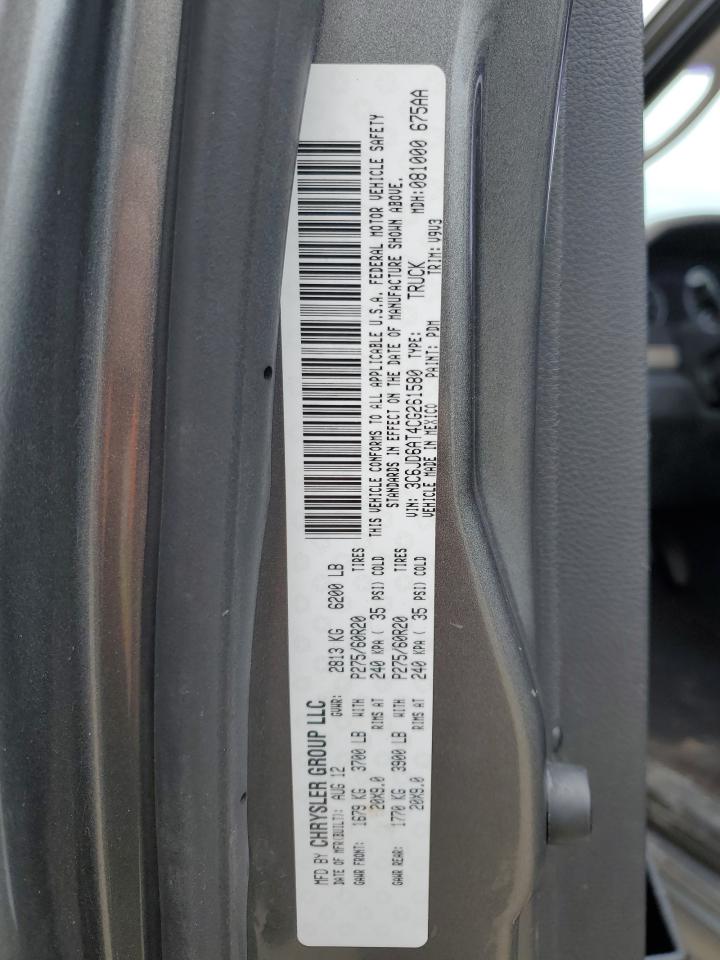 MFD BY CHRYSLER GROUP LLC
DATE OF MFR(BUILT): AUG 12 GVWR: 2813 KG 6200 LB
GAWR FRONT: 1679 KG 3700 LB WITH P275/60R20 TIRES
20X9.0 RIMS AT 240 KPA ( 35 PSI) COLD
GAWR REAR: 1770 KG 3900 LB WITH P275/60R20 TIRES
20X9.0 RIMS AT 240 KPA ( 35 PSI) COLD
THIS VEHICLE CONFORMS TO ALL APPLICABLE U.S.A. FEDERAL MOTOR VEHICLE SAFETY
STANDARDS IN EFFECT ON THE DATE OF MANUFACTURE SHOWN ABOVE.
VIN: 3C6JD6AT4CG261580 TYPE: TRUCK MDH:081000 675AA
VEHICLE MADE IN MEXICO PAINT: PDM TRIM: V9V3